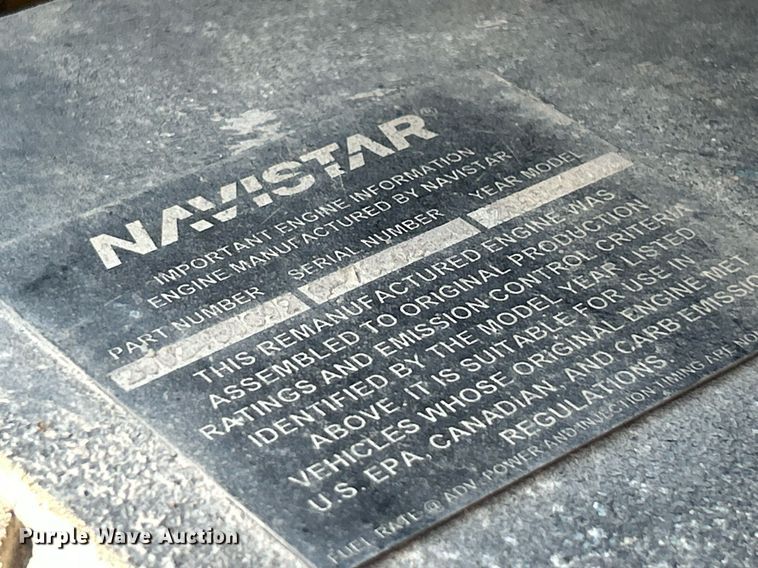 NAVISTAR®
IMPORTANT ENGINE INFORMATION
ENGINE MANUFACTURED BY NAVISTAR
PART NUMBER SERIAL NUMBER YEAR MODEL
THIS REMANUFACTURED ENGINE WAS
ASSEMBLED TO ORIGINAL PRODUCTION
RATINGS AND EMISSION CONTROL CRITERIA
IDENTIFIED BY THE MODEL YEAR LISTED
ABOVE. IT IS SUITABLE FOR USE IN
VEHICLES WHOSE ORIGINAL ENGINE MET
U.S. EPA, CANADIAN, AND CARB EMISSIO
REGULATIONS
FUEL RATE @ ADV. POWER AND INJECTION TIMING ARE NO
Purple Wave Auction